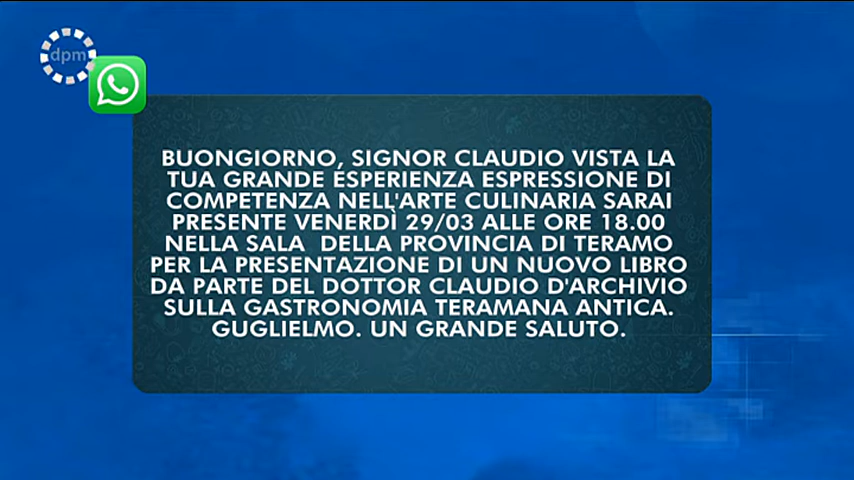 dpm
BUONGIORNO, SIGNOR CLAUDIO VISTA LA
TUA GRANDE ESPERIENZA ESPRESSIONE DI
COMPETENZA NELL'ARTE CULINARIA SARAI
PRESENTE VENERDÌ 29/03 ALLE ORE 18.00
NELLA SALA  DELLA PROVINCIA DI TERAMO
PER LA PRESENTAZIONE DI UN NUOVO LIBRO
DA PARTE DEL DOTTOR CLAUDIO D'ARCHIVIO
SULLA GASTRONOMIA TERAMANA ANTICA.
GUGLIELMO. UN GRANDE SALUTO.